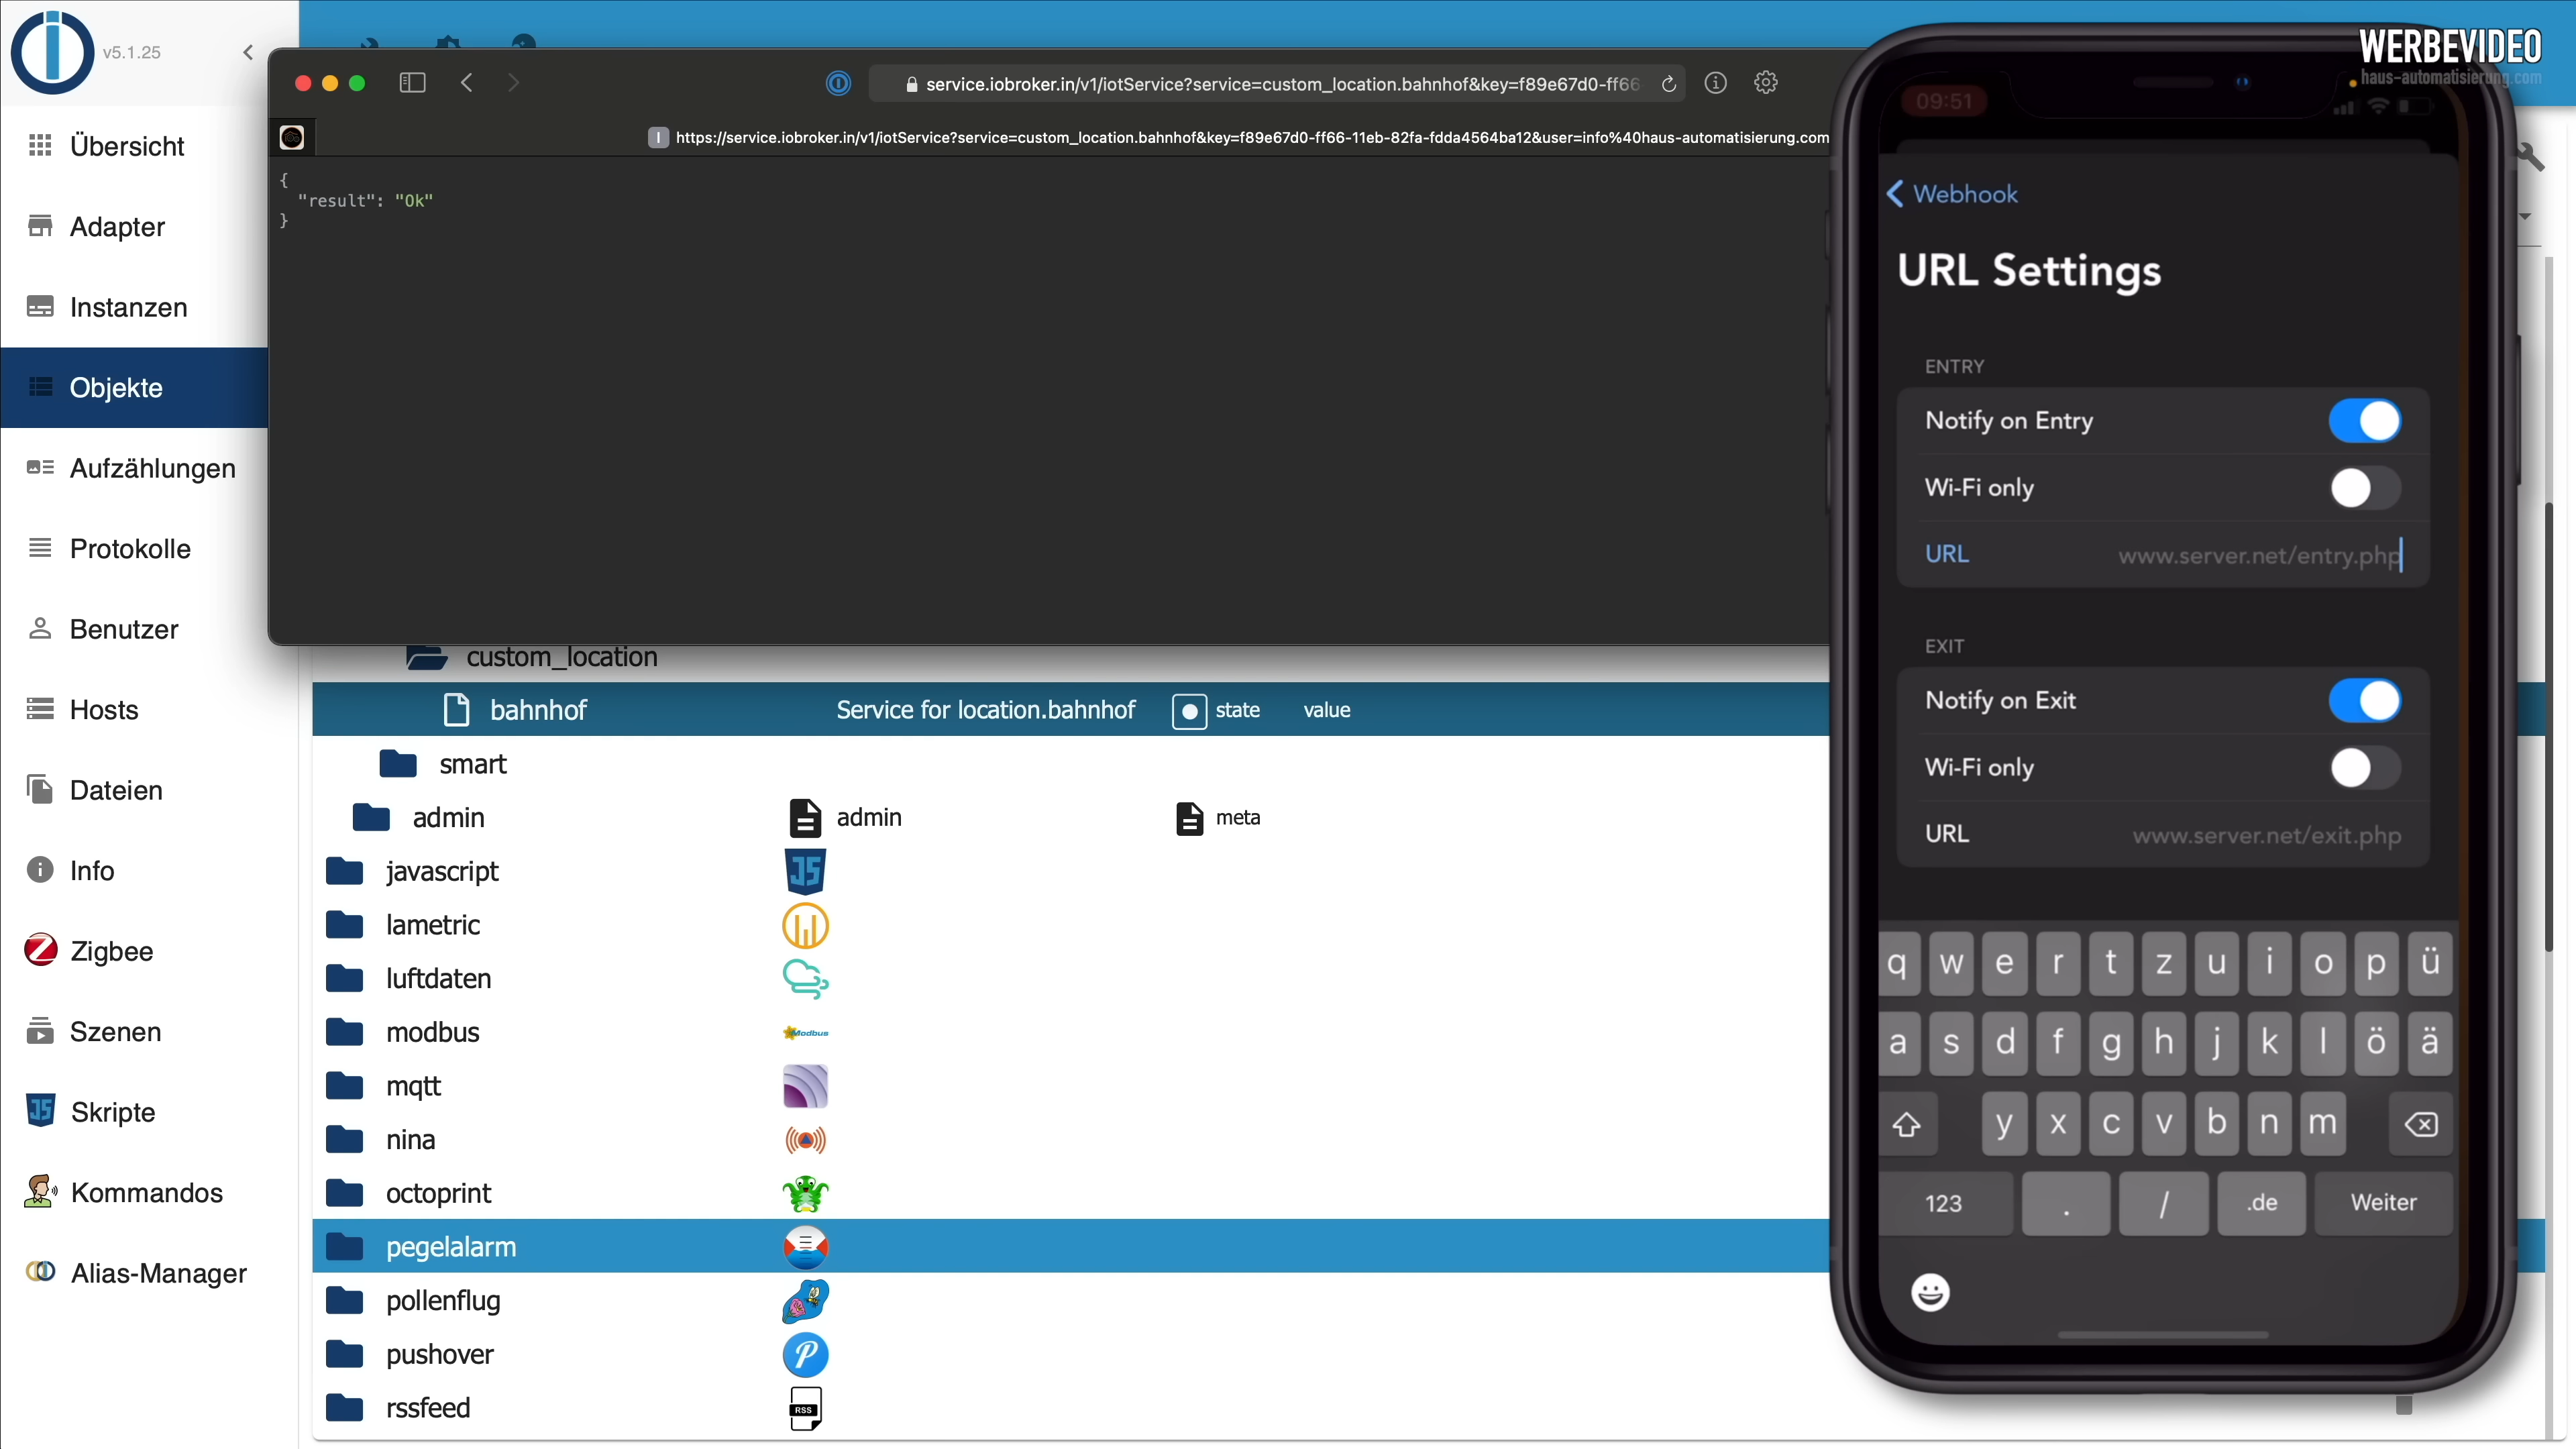 v5.1.25
Übersicht
Adapter
Instanzen
Objekte
Aufzählungen
Protokolle
Benutzer
Hosts
Dateien
Info
Zigbee
Szenen
Skripte
Kommandos
Alias-Manager
service.iobroker.in/v1/iotService?service=custom_location.bahnhof&key=f89e67d0-ff66
https://service.iobroker.in/v1/iotService?service=custom_location.bahnhof&key=f89e67d0-ff66-11eb-82fa-fdda4564ba12&user=info%40haus-automatisierung.com
{
"result": "Ok"
}
custom_location
bahnhof Service for location.bahnhof state value
smart
admin admin meta
javascript JS
lametric
luftdaten
modbus Modbus
mqtt
nina
octoprint
pegelalarm
pollenflug
pushover
rssfeed RSS
WERBEVIDEO
haus-automatisierung.com
09:51
Webhook
URL Settings
ENTRY
Notify on Entry
Wi-Fi only
URL www.server.net/entry.php
EXIT
Notify on Exit
Wi-Fi only
URL www.server.net/exit.php
q w e r t z u i o p ü
a s d f g h j k l ö ä
y x c v b n m
123 . / .de Weiter